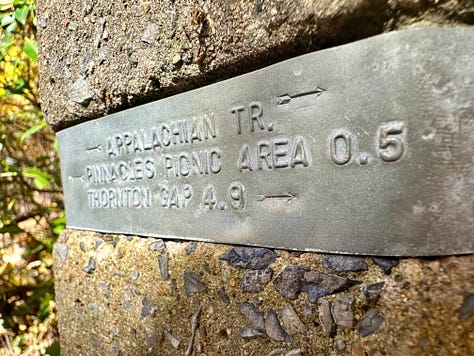 ← APPALACHIAN TR. →
← PINNACLES PICNIC AREA 0.5
THORNTON GAP 4.9 →